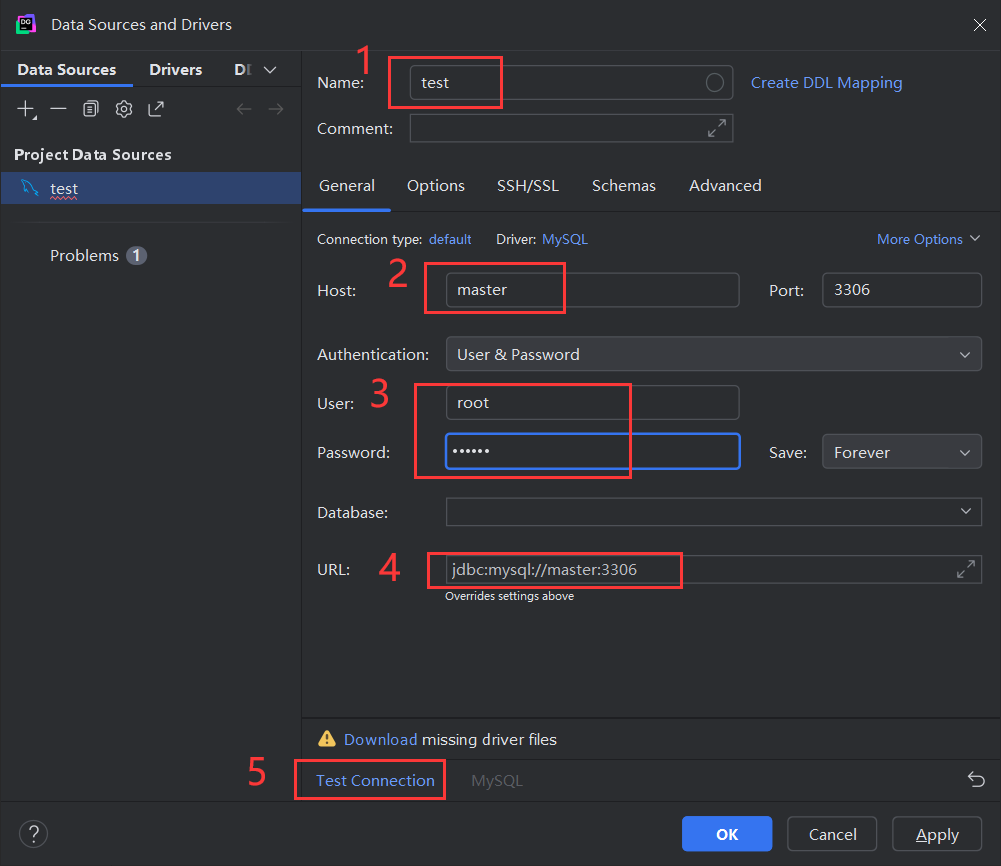 Data Sources and Drivers
Data Sources Drivers
1
Name: test Create DDL Mapping
Comment:
Project Data Sources
test
General Options SSH/SSL Schemas Advanced
Problems 1
Connection type: default Driver: MySQL More Options
2
Host: master Port: 3306
Authentication: User & Password
3
User: root
Password: •••••• Save: Forever
Database:
URL: 4 jdbc:mysql://master:3306
Overrides settings above
Download missing driver files
5
Test Connection MySQL
? OK Cancel Apply